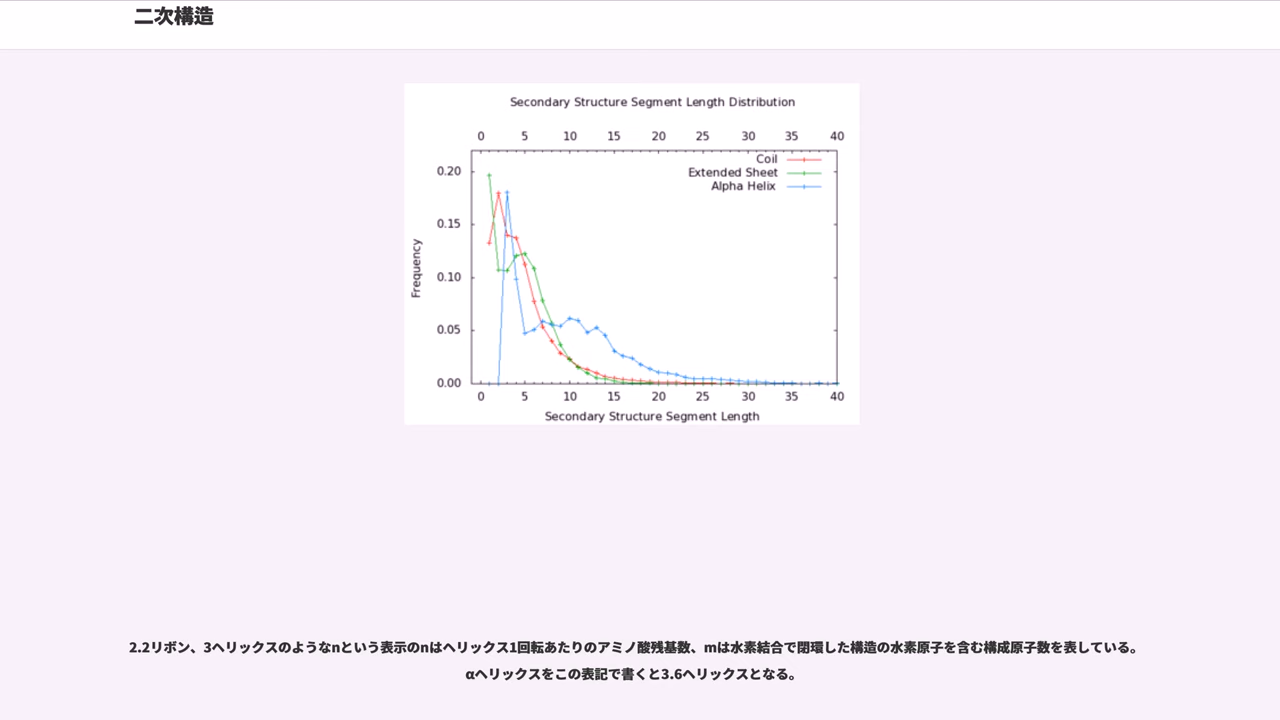 二次構造
Secondary Structure Segment Length Distribution
0 5 10 15 20 25 30 35 40
Coil
Extended Sheet
Alpha Helix
0.20
0.15
0.10
0.05
0.00
Frequency
0 5 10 15 20 25 30 35 40
Secondary Structure Segment Length
2.2リボン、3ヘリックスのようなnという表示のnはヘリックス1回転あたりのアミノ酸残基数、mは水素結合で閉環した構造の水素原子を含む構成原子数を表している。
αヘリックスをこの表記で書くと3.6ヘリックスとなる。